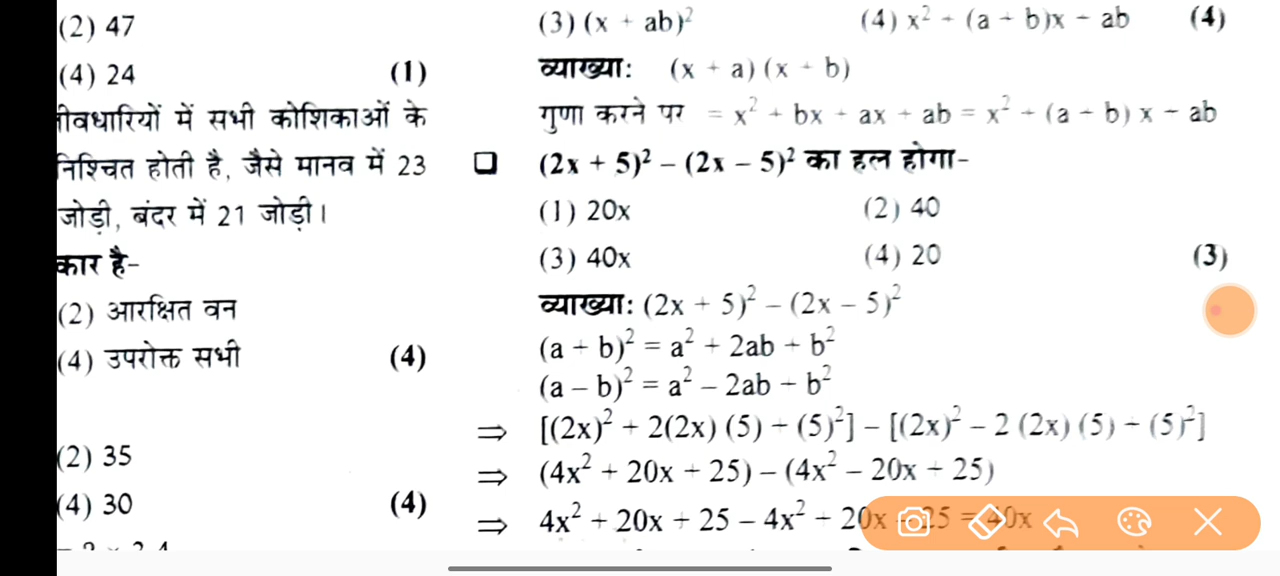 (2) 47
(4) 24 (1)
जीवधारियों में सभी कोशिकाओं के
निश्चित होती है, जैसे मानव में 23
जोड़ी, बंदर में 21 जोड़ी।
कार है-
(2) आरक्षित वन
(4) उपरोक्त सभी (4)
(2) 35
(4) 30 (4)
(3) (x + ab)² (4) x² + (a + b)x + ab (4)
व्याख्या: (x + a) (x + b)
गुणा करने पर = x² + bx + ax + ab = x² + (a + b) x + ab
❑ (2x + 5)² – (2x – 5)² का हल होगा-
(1) 20x (2) 40
(3) 40x (4) 20 (3)
व्याख्या: (2x + 5)² – (2x – 5)²
(a + b)² = a² + 2ab + b²
(a – b)² = a² – 2ab + b²
⇒ [(2x)² + 2(2x) (5) + (5)²] – [(2x)² – 2 (2x) (5) + (5)²]
⇒ (4x² + 20x + 25) – (4x² – 20x + 25)
⇒ 4x² + 20x + 25 – 4x² + 20x – 25 = 40x